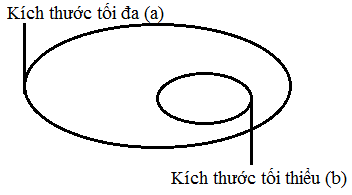 Kích thước tối đa (a)
Kích thước tối thiểu (b)